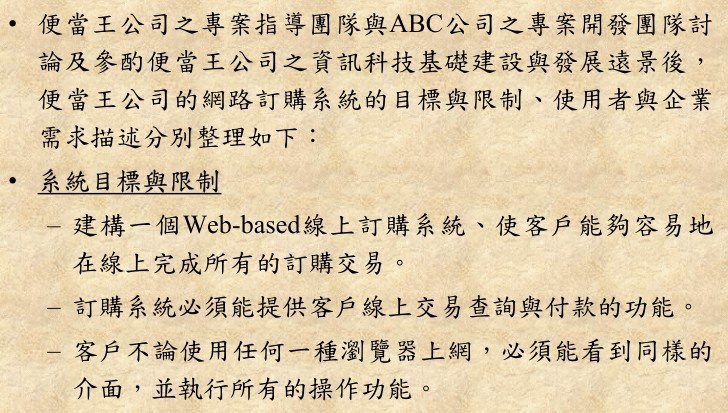 • 便當王公司之專案指導團隊與ABC公司之專案開發團隊討
論及參酌便當王公司之資訊科技基礎建設與發展遠景後，
便當王公司的網路訂購系統的目標與限制、使用者與企業
需求描述分別整理如下：
• 系統目標與限制
– 建構一個Web-based線上訂購系統、使客戶能夠容易地
在線上完成所有的訂購交易。
– 訂購系統必須能提供客戶線上交易查詢與付款的功能。
– 客戶不論使用任何一種瀏覽器上網，必須能看到同樣的
介面，並執行所有的操作功能。